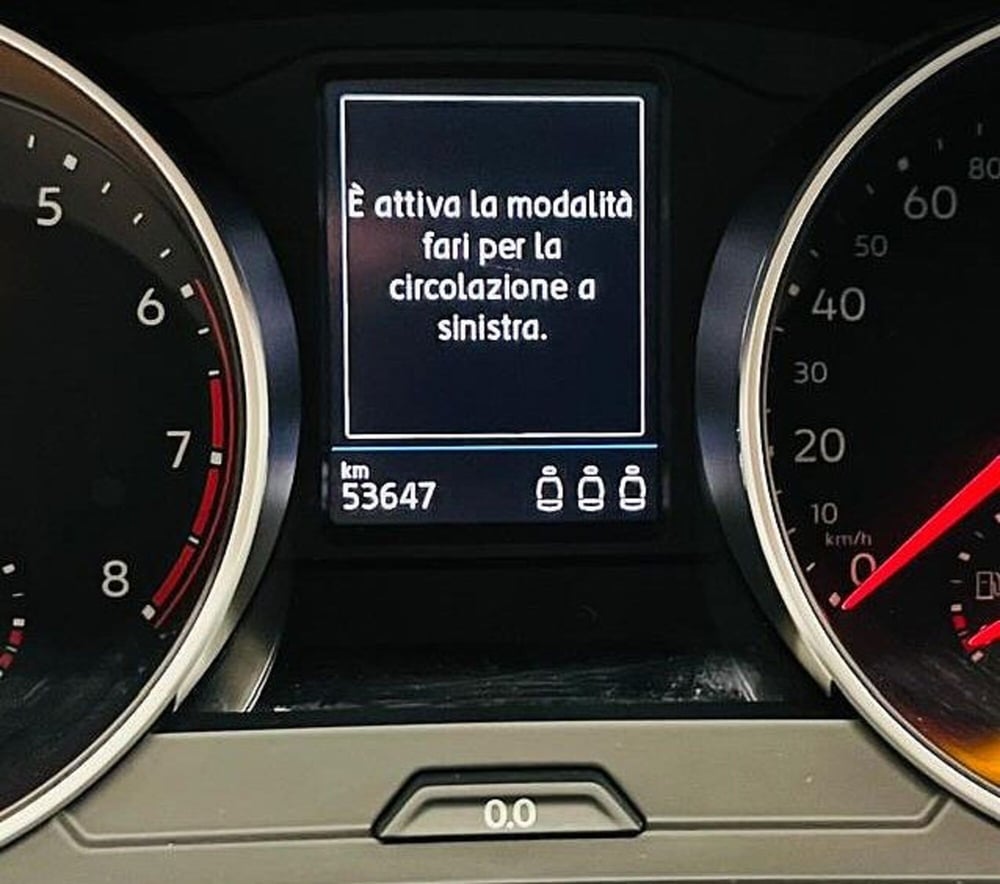 È attiva la modalità
fari per la
circolazione a
sinistra.
km
53647
5
6
7
8
80
60
50
40
30
20
10
km/h
0
0.0